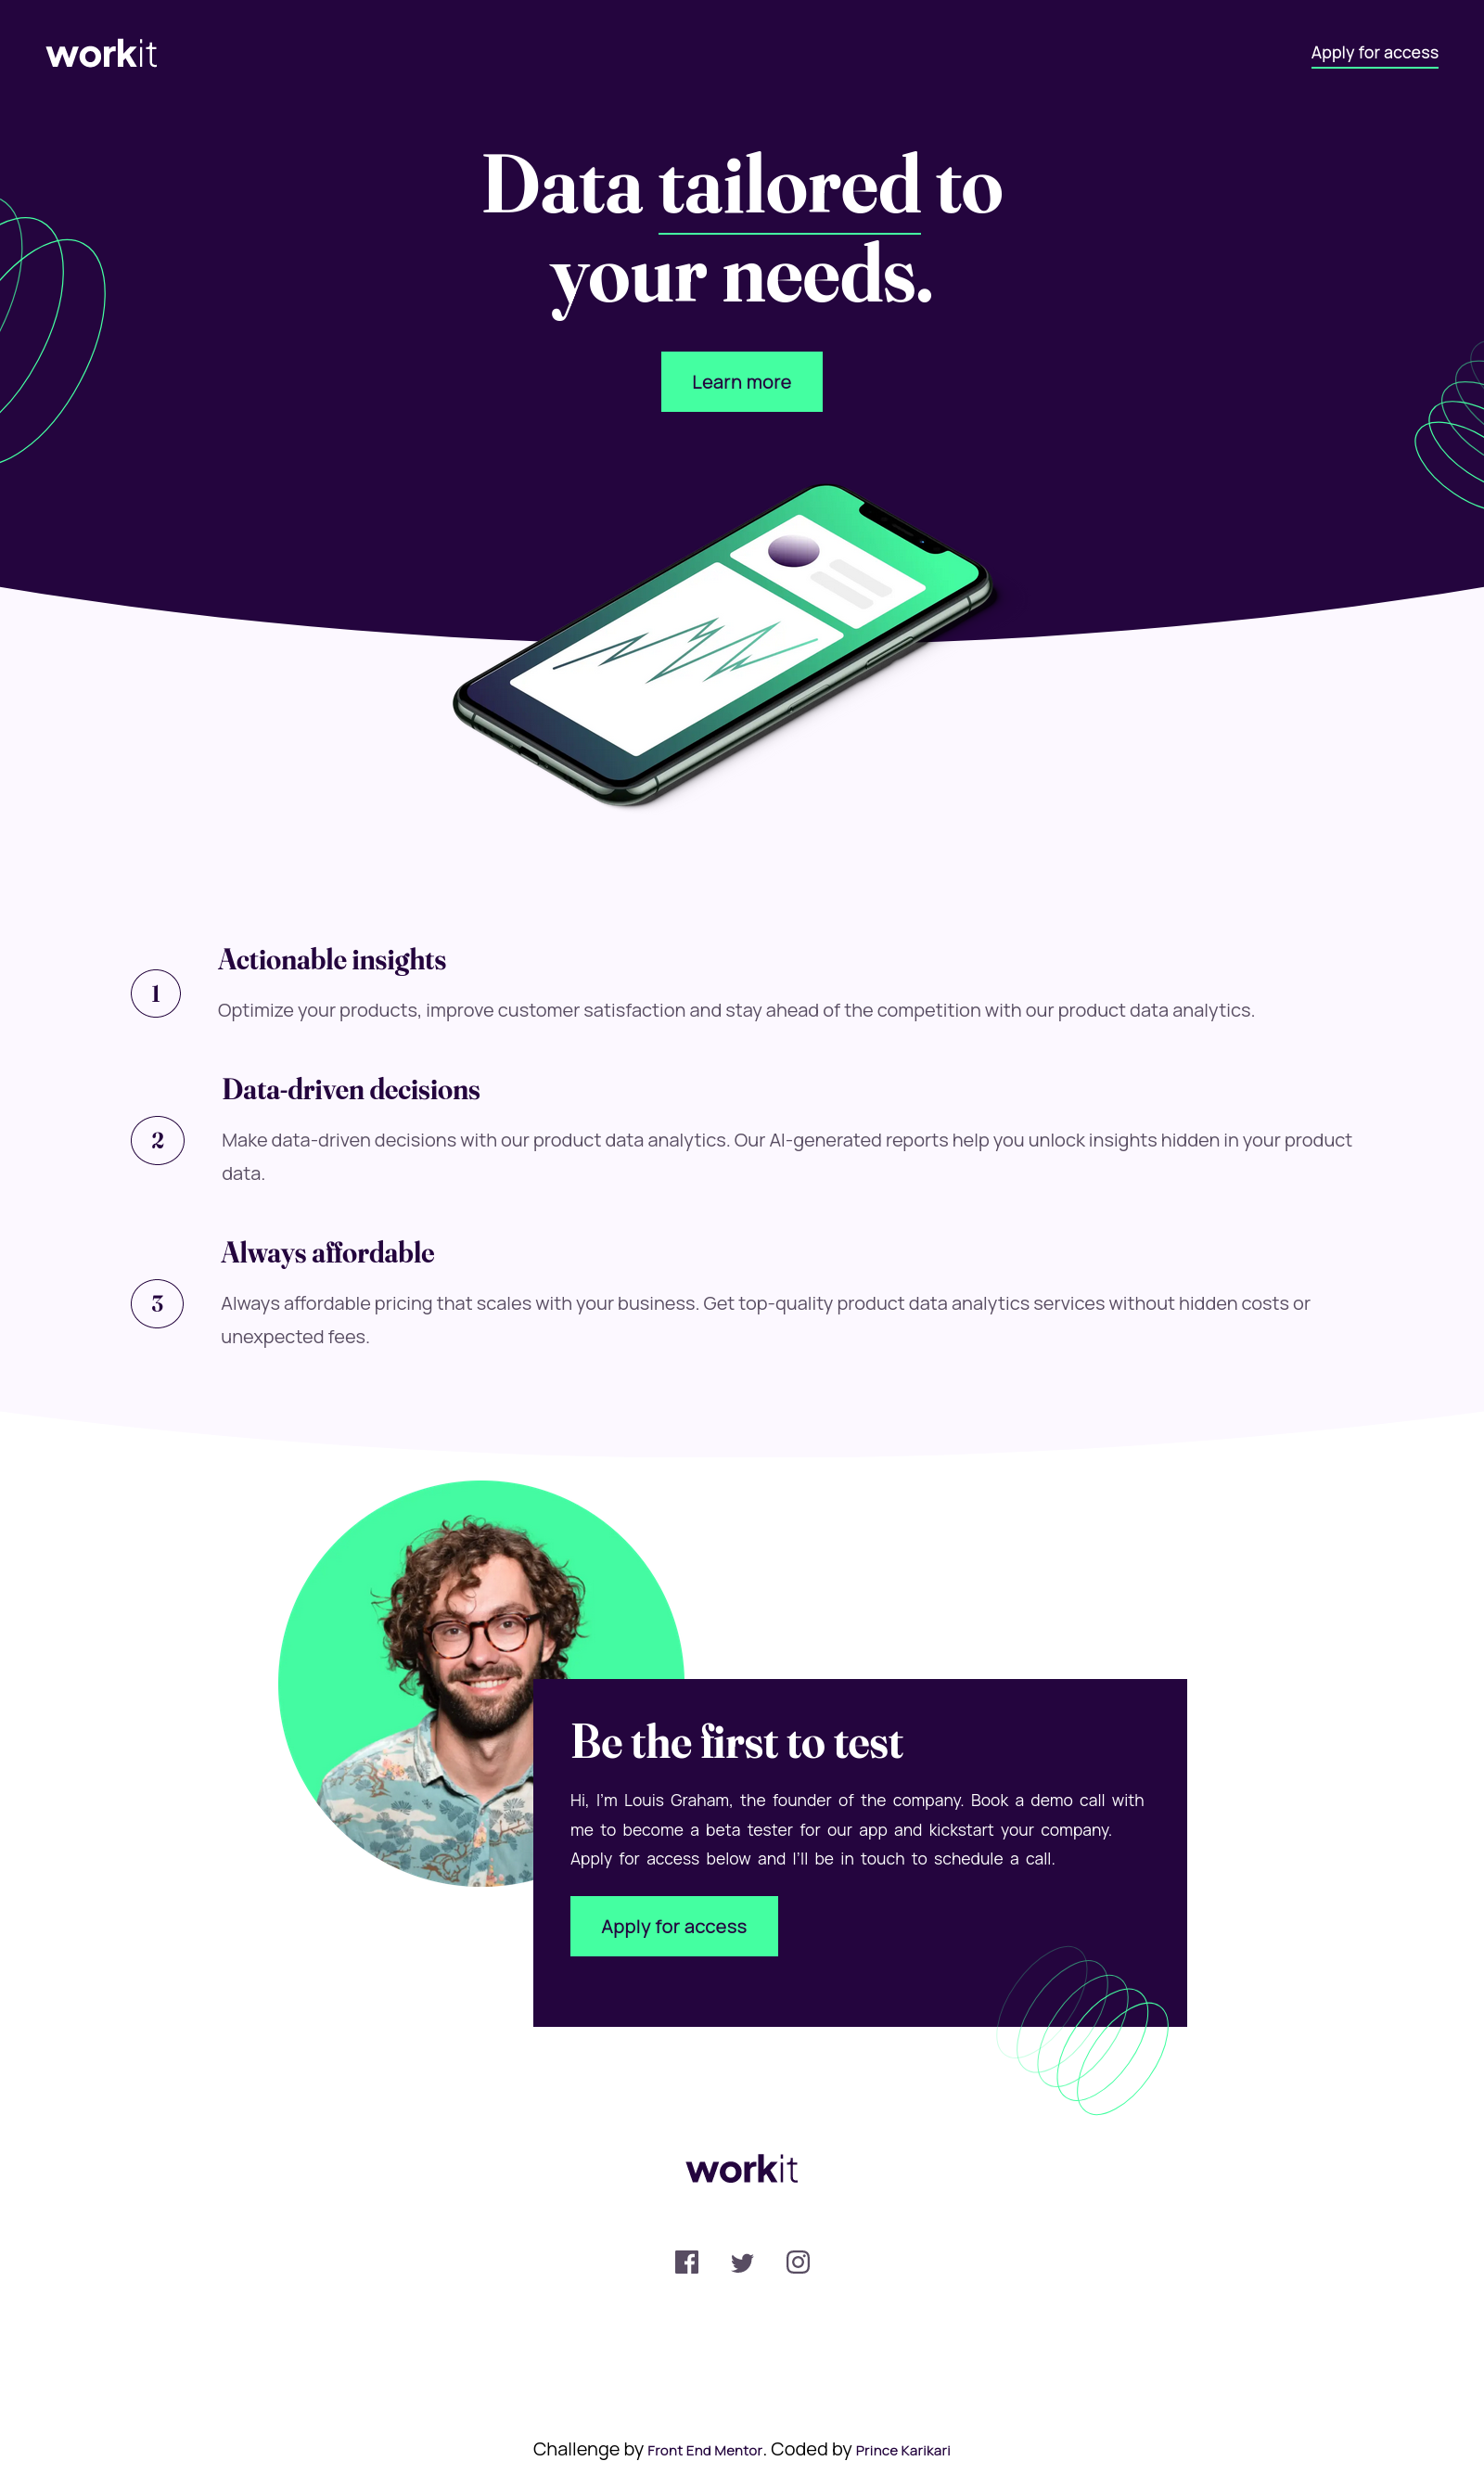 workit
Apply for access
Data tailored to
your needs.
Learn more
Actionable insights
1
Optimize your products, improve customer satisfaction and stay ahead of the competition with our product data analytics.
Data-driven decisions
2
Make data-driven decisions with our product data analytics. Our AI-generated reports help you unlock insights hidden in your product
data.
Always affordable
3
Always affordable pricing that scales with your business. Get top-quality product data analytics services without hidden costs or
unexpected fees.
Be the first to test
Hi, I'm Louis Graham, the founder of the company. Book a demo call with
me to become a beta tester for our app and kickstart your company.
Apply for access below and I'll be in touch to schedule a call.
Apply for access
workit
Challenge by Front End Mentor. Coded by Prince Karikari